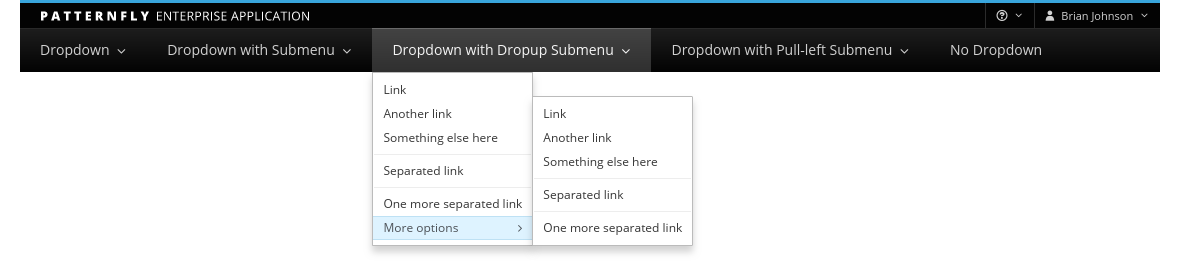 PATTERNFLY ENTERPRISE APPLICATION
Brian Johnson
Dropdown Dropdown with Submenu Dropdown with Dropup Submenu Dropdown with Pull-left Submenu No Dropdown
Link
Another link
Something else here
Separated link
One more separated link
More options
Link
Another link
Something else here
Separated link
One more separated link